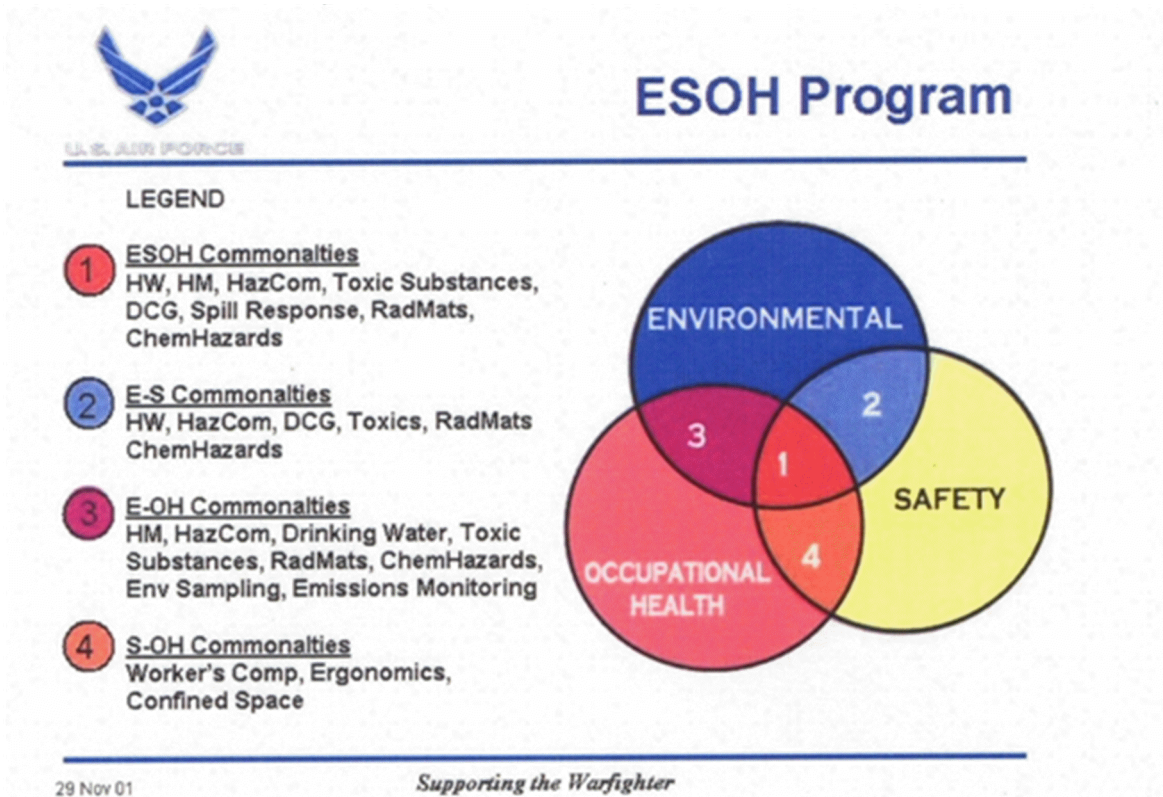 U.S. AIR FORCE
ESOH Program
LEGEND
1
ESOH Commonalties
HW, HM, HazCom, Toxic Substances,
DCG, Spill Response, RadMats,
ChemHazards
2
E-S Commonalties
HW, HazCom, DCG, Toxics, RadMats
ChemHazards
3
E-OH Commonalties
HM, HazCom, Drinking Water, Toxic
Substances, RadMats, ChemHazards,
Env Sampling, Emissions Monitoring
4
S-OH Commonalties
Worker's Comp, Ergonomics,
Confined Space
ENVIRONMENTAL
2
3
1
SAFETY
4
OCCUPATIONAL
HEALTH
29 Nov 01
Supporting the Warfighter